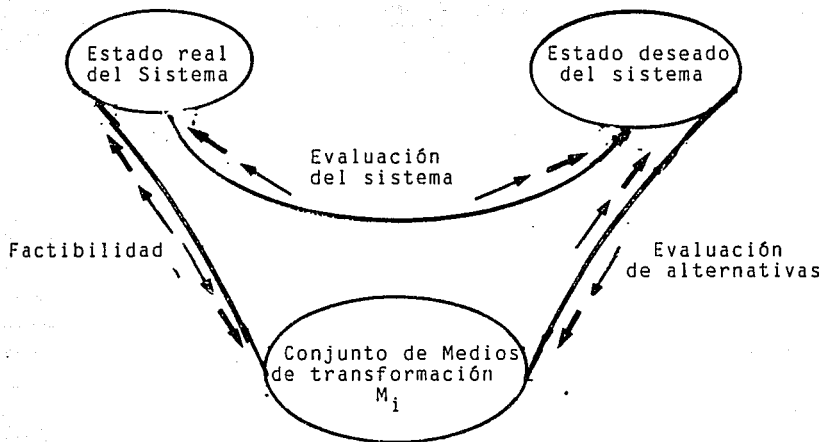 Estado real
del Sistema
Estado deseado
del sistema
Evaluación
del sistema
Factibilidad
Evaluación
de alternativas
Conjunto de Medios
de transformación
M_i